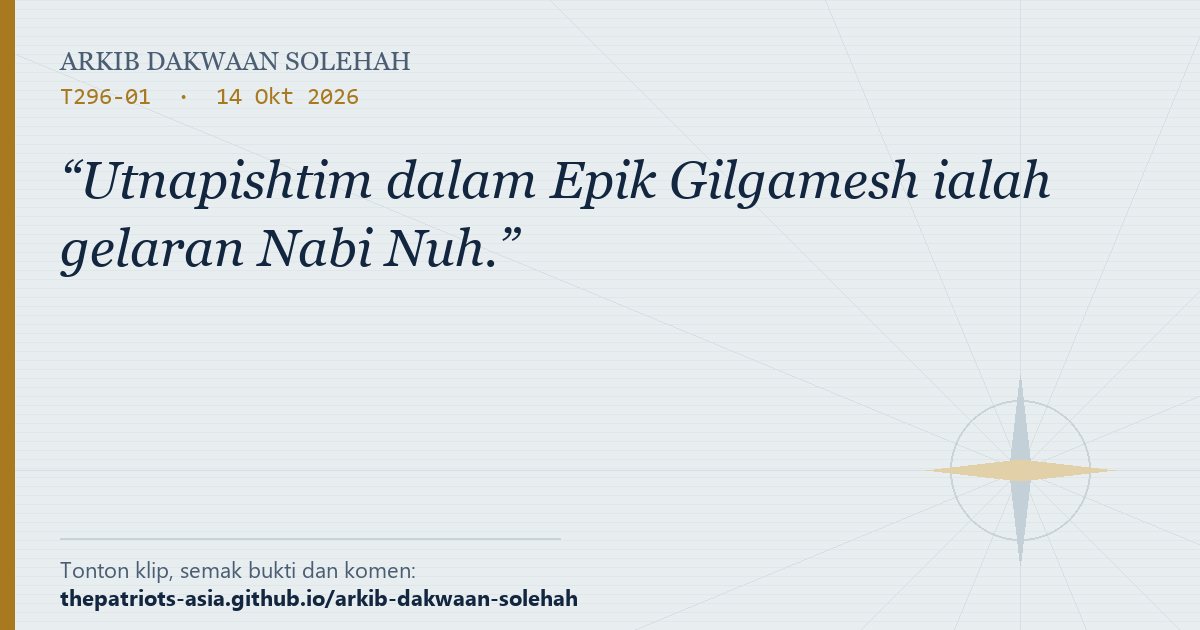 ARKIB DAKWAAN SOLEHAH
T296-01 · 14 Okt 2026
“Utnapishtim dalam Epik Gilgamesh ialah
gelaran Nabi Nuh.”
Tonton klip, semak bukti dan komen:
thepatriots-asia.github.io/arkib-dakwaan-solehah